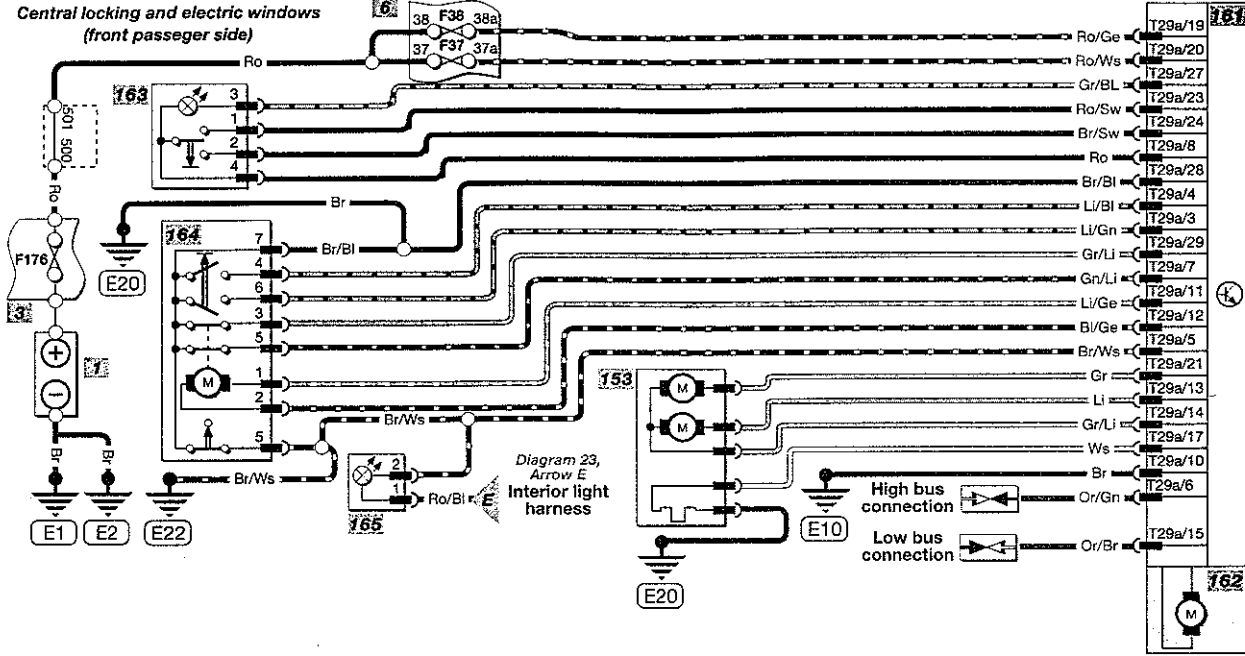 Central locking and electric windows
(front passeger side)
6
38 F38 38a
37 F37 37a
Ro
163
3
1
2
4
501 500
Ro
F176
3
1
Br
Br
E1
E2
E22
E20
Br
164
7
4
6
3
5
M
1
2
5
Br/Bl
Br/Ws
Br/Ws
2
1
165
Ro/Bl
E
Diagram 23,
Arrow E
Interior light
harness
153
M
M
E20
E10
High bus
connection
Low bus
connection
161
Ro/Ge T29a/19
Ro/Ws T29a/20
Gr/BL T29a/27
Ro/Sw T29a/23
Br/Sw T29a/24
Ro T29a/8
Br/Bl T29a/28
Li/Bl T29a/4
Li/Gn T29a/3
Gr/Li T29a/29
Gn/Li T29a/7
Li/Ge T29a/11
Bl/Ge T29a/12
Br/Ws T29a/5
Gr T29a/21
Li T29a/13
Gr/Li T29a/14
Ws T29a/17
Br T29a/10
Or/Gn T29a/6
Or/Br T29a/15
162
M